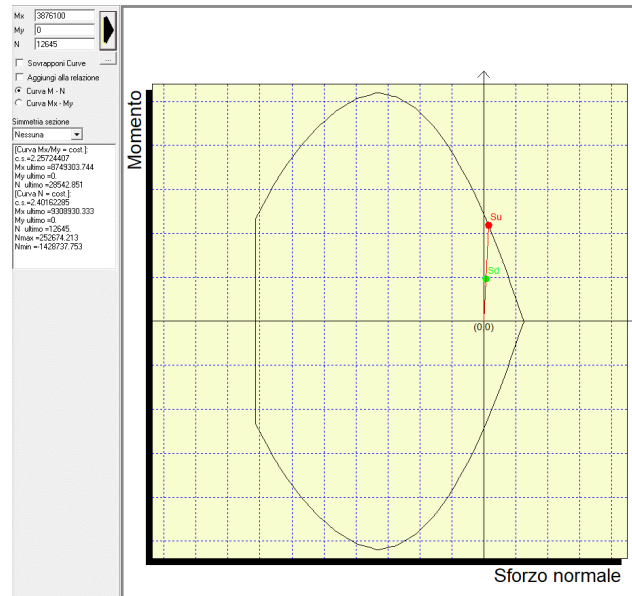 Mx 3876100
My 0
N 12645
...
Sovrapponi Curve
Aggiungi alla relazione
Curva M - N
Curva Mx - My
Simmetria sezione
Nessuna
[Curva Mx/My = cost.]:
c.s.=2.25724407
Mx ultimo =8749303.744
My ultimo =0.
N ultimo =28542.851
[Curva N = cost.]:
c.s.=2.40162285
Mx ultimo =9308930.333
My ultimo =0.
N ultimo =12645.
Nmax =252674.213
Nmin =-1428737.753
Momento
Su
Sd
(0 0)
Sforzo normale